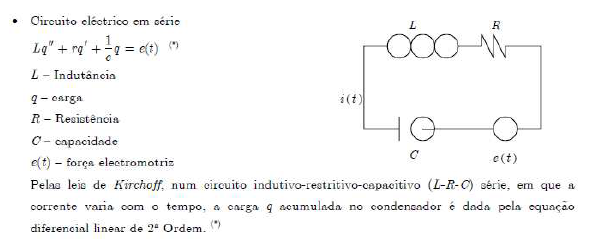 • Circuito eléctrico em série
Lq″ + rq′ + 1/c q = e(t) (*)
L – Indutância
q – carga
R – Resistência
C – capacidade
e(t) – força electromotriz
L
R
i(t)
C
e(t)
Pelas leis de Kirchoff, num circuito indutivo-restritivo-capacitivo (L-R-C) série, em que a
corrente varia com o tempo, a carga q acumulada no condensador é dada pela equação
diferencial linear de 2ª Ordem. (*)